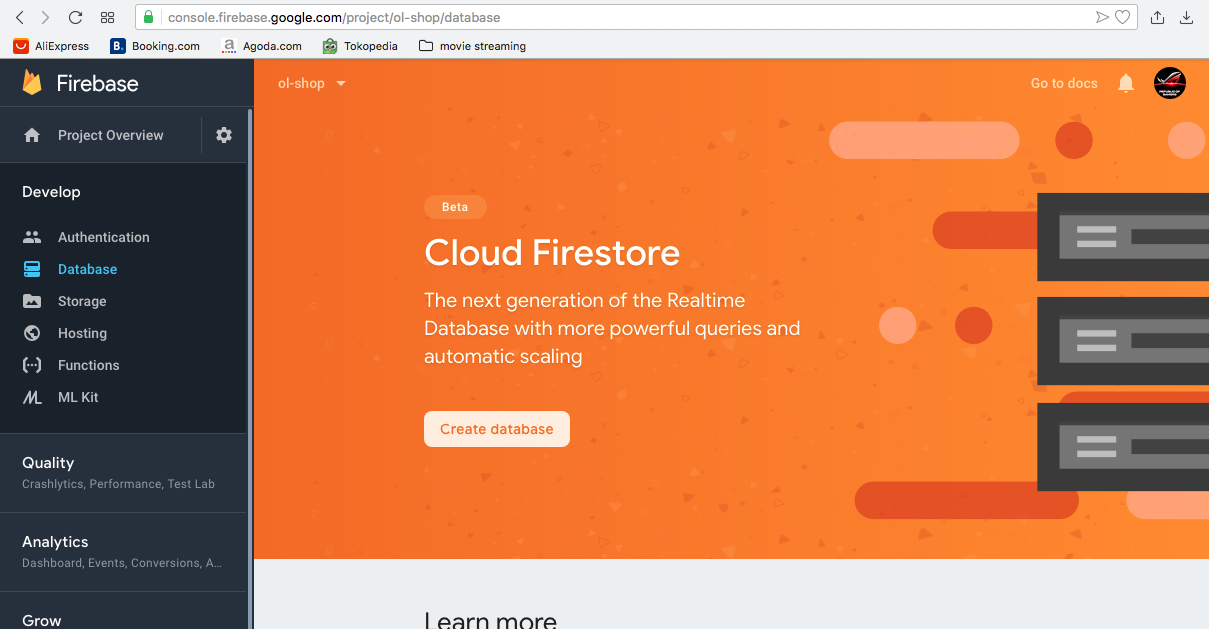 console.firebase.google.com/project/ol-shop/database
AliExpress B. Booking.com a Agoda.com Tokopedia movie streaming
Firebase
ol-shop
Go to docs
Project Overview
Develop
Authentication
Database
Storage
Hosting
Functions
ML Kit
Quality
Crashlytics, Performance, Test Lab
Analytics
Dashboard, Events, Conversions, A...
Grow
Beta
Cloud Firestore
The next generation of the Realtime
Database with more powerful queries and
automatic scaling
Create database
Learn more